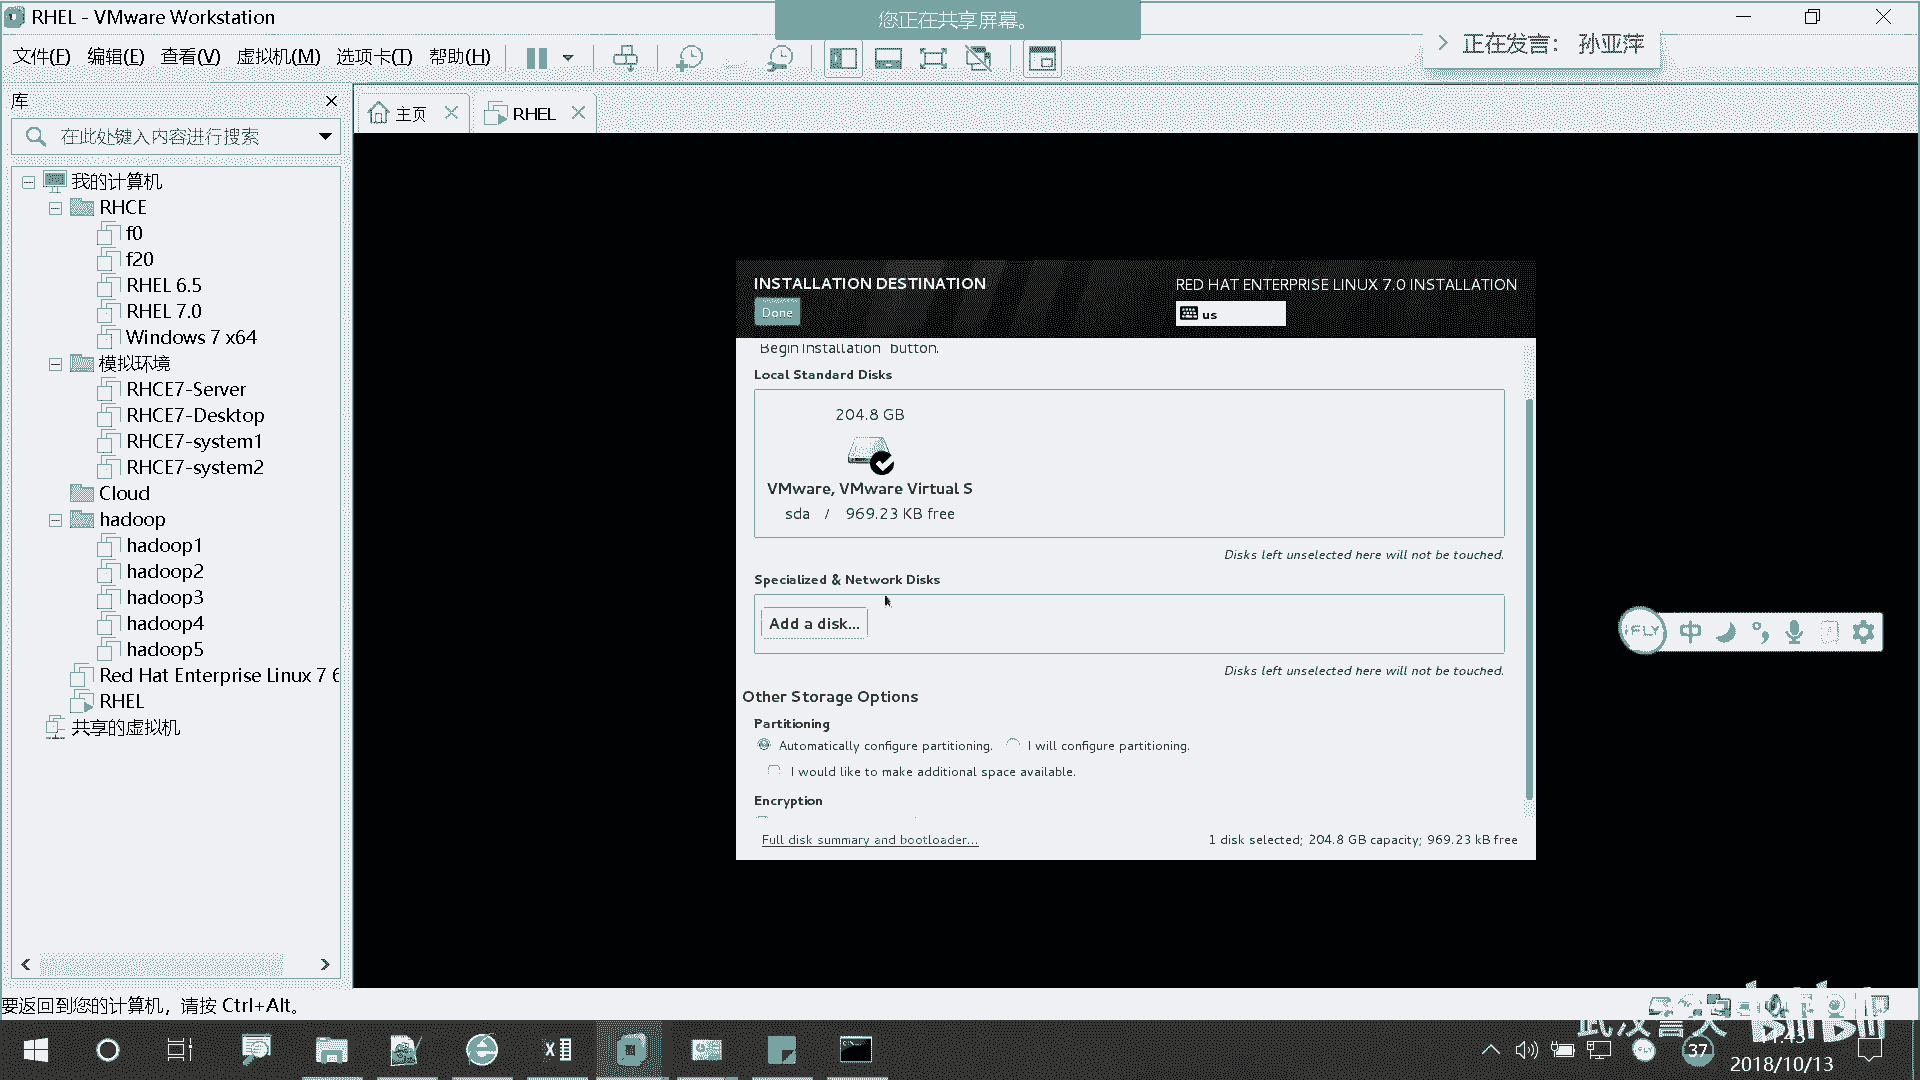 RHEL - VMware Workstation
您正在共享屏幕。
正在发言： 孙亚萍
文件(F) 编辑(E) 查看(V) 虚拟机(M) 选项卡(T) 帮助(H)
库
主页
RHEL
在此处键入内容进行搜索
我的计算机
RHCE
f0
f20
RHEL 6.5
RHEL 7.0
Windows 7 x64
模拟环境
RHCE7-Server
RHCE7-Desktop
RHCE7-system1
RHCE7-system2
Cloud
hadoop
hadoop1
hadoop2
hadoop3
hadoop4
hadoop5
Red Hat Enterprise Linux 7 6
RHEL
共享的虚拟机
INSTALLATION DESTINATION
RED HAT ENTERPRISE LINUX 7.0 INSTALLATION
Done
us
"Begin Installation" button.
Local Standard Disks
204.8 GB
VMware, VMware Virtual S
sda / 969.23 KB free
Disks left unselected here will not be touched.
Specialized & Network Disks
Add a disk...
Disks left unselected here will not be touched.
Other Storage Options
Partitioning
Automatically configure partitioning. I will configure partitioning.
I would like to make additional space available.
Encryption
Full disk summary and bootloader...
1 disk selected; 204.8 GB capacity; 969.23 kB free
iFLY 中
要返回到您的计算机，请按 Ctrl+Alt。
bilibili
37
2018/10/13